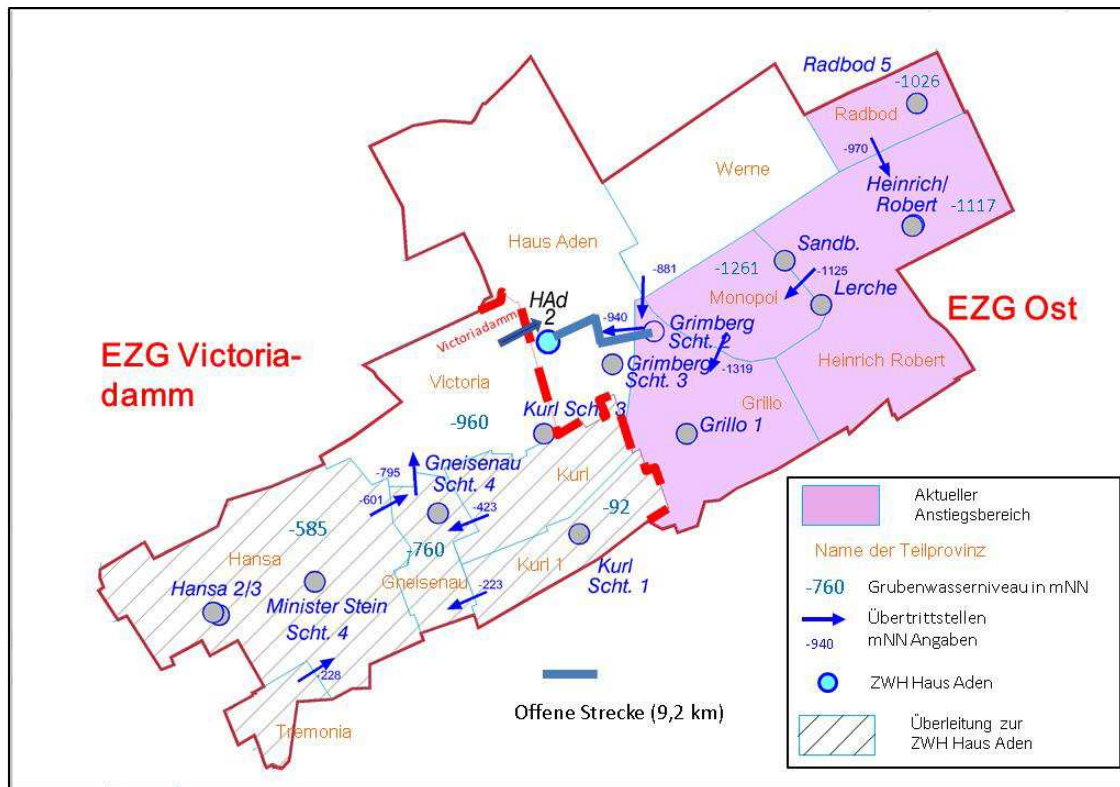 Radbod 5
-1026
Radbod
-970
Heinrich/
Robert
-1117
Werne
Haus Aden
Sandb.
-1261
-881
-1125
Monopol
Lerche
EZG Ost
HAd
2
-940
Victoriadamm
Grimberg
Scht. 2
EZG Victoria-
damm
Grimberg
Scht. 3
-1319
Heinrich Robert
Victoria
Grillo
-960
Kurl Scht. 3
Grillo 1
Gneisenau
Scht. 4
-795
-601
Kurl
-423
-92
-585
-760
Hansa
Gneisenau
Kurl 1
Kurl
Scht. 1
Hansa 2/3
Minister Stein
Scht. 4
-223
-228
Tremonia
Offene Strecke (9,2 km)
Aktueller
Anstiegsbereich
Name der Teilprovinz
-760 Grubenwasserniveau in mNN
Übertrittstellen
-940 mNN Angaben
ZWH Haus Aden
Überleitung zur
ZWH Haus Aden